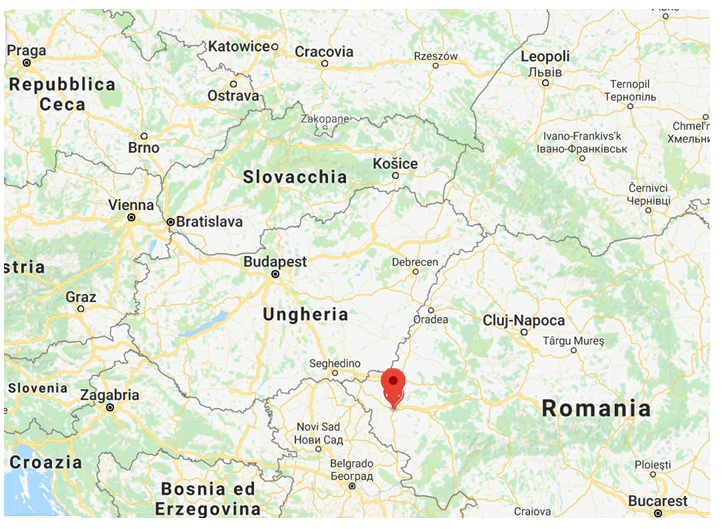 Praga
Repubblica
Ceca
Katowice
Cracovia
Rzeszów
Leopoli
Львів
Ostrava
Ternopil
Тернопіль
Zakopane
Brno
Ivano-Frankivs'k
Івано-Франківськ
Chmel'n
Хмельни
Košice
Slovacchia
Černivci
Чернівці
Vienna
Bratislava
stria
Budapest
Debrecen
Graz
Ungheria
Oradea
Cluj-Napoca
Târgu Mureș
Seghedino
Slovenia
Zagabria
Romania
Novi Sad
Нови Сад
Croazia
Belgrado
Београд
Ploiești
Bosnia ed
Erzegovina
Craiova
Bucarest